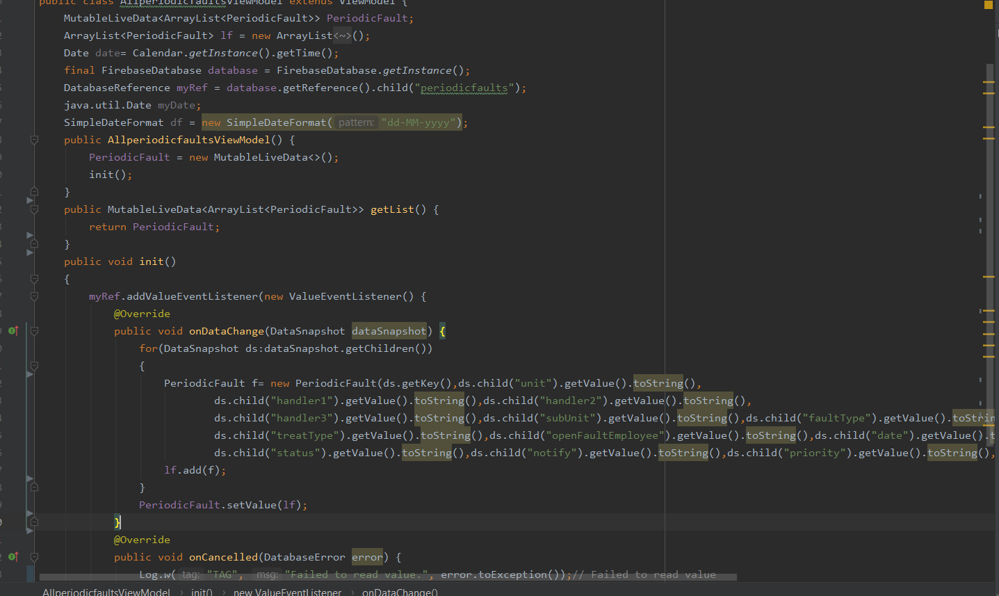 public class AllperiodicfaultsViewModel extends ViewModel {
MutableLiveData<ArrayList<PeriodicFault>> PeriodicFault;
ArrayList<PeriodicFault> lf = new ArrayList<~>();
Date date= Calendar.getInstance().getTime();
final FirebaseDatabase database = FirebaseDatabase.getInstance();
DatabaseReference myRef = database.getReference().child("periodicfaults");
java.util.Date myDate;
SimpleDateFormat df = new SimpleDateFormat( pattern: "dd-MM-yyyy");
public AllperiodicfaultsViewModel() {
PeriodicFault = new MutableLiveData<>();
init();
}
public MutableLiveData<ArrayList<PeriodicFault>> getList() {
return PeriodicFault;
}
public void init()
{
myRef.addValueEventListener(new ValueEventListener() {
@Override
public void onDataChange(DataSnapshot dataSnapshot) {
for(DataSnapshot ds:dataSnapshot.getChildren())
{
PeriodicFault f= new PeriodicFault(ds.getKey(),ds.child("unit").getValue().toString(),
ds.child("handler1").getValue().toString(),ds.child("handler2").getValue().toString(),
ds.child("handler3").getValue().toString(),ds.child("subUnit").getValue().toString(),ds.child("faultType").getValue().toStrin
ds.child("treatType").getValue().toString(),ds.child("openFaultEmployee").getValue().toString(),ds.child("date").getValue().t
ds.child("status").getValue().toString(),ds.child("notify").getValue().toString(),ds.child("priority").getValue().toString(),
lf.add(f);
}
PeriodicFault.setValue(lf);
}
@Override
public void onCancelled(DatabaseError error) {
Log.w( tag: "TAG", msg: "Failed to read value.", error.toException());// Failed to read value
AllperiodicfaultsViewModel › init() › new ValueEventListener › onDataChange()